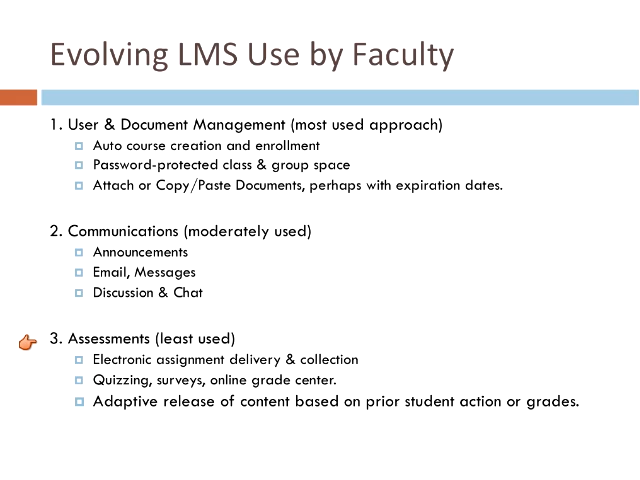 Evolving LMS Use by Faculty
1. User & Document Management (most used approach)
Auto course creation and enrollment
Password-protected class & group space
Attach or Copy/Paste Documents, perhaps with expiration dates.
2. Communications (moderately used)
Announcements
Email, Messages
Discussion & Chat
3. Assessments (least used)
Electronic assignment delivery & collection
Quizzing, surveys, online grade center.
Adaptive release of content based on prior student action or grades.